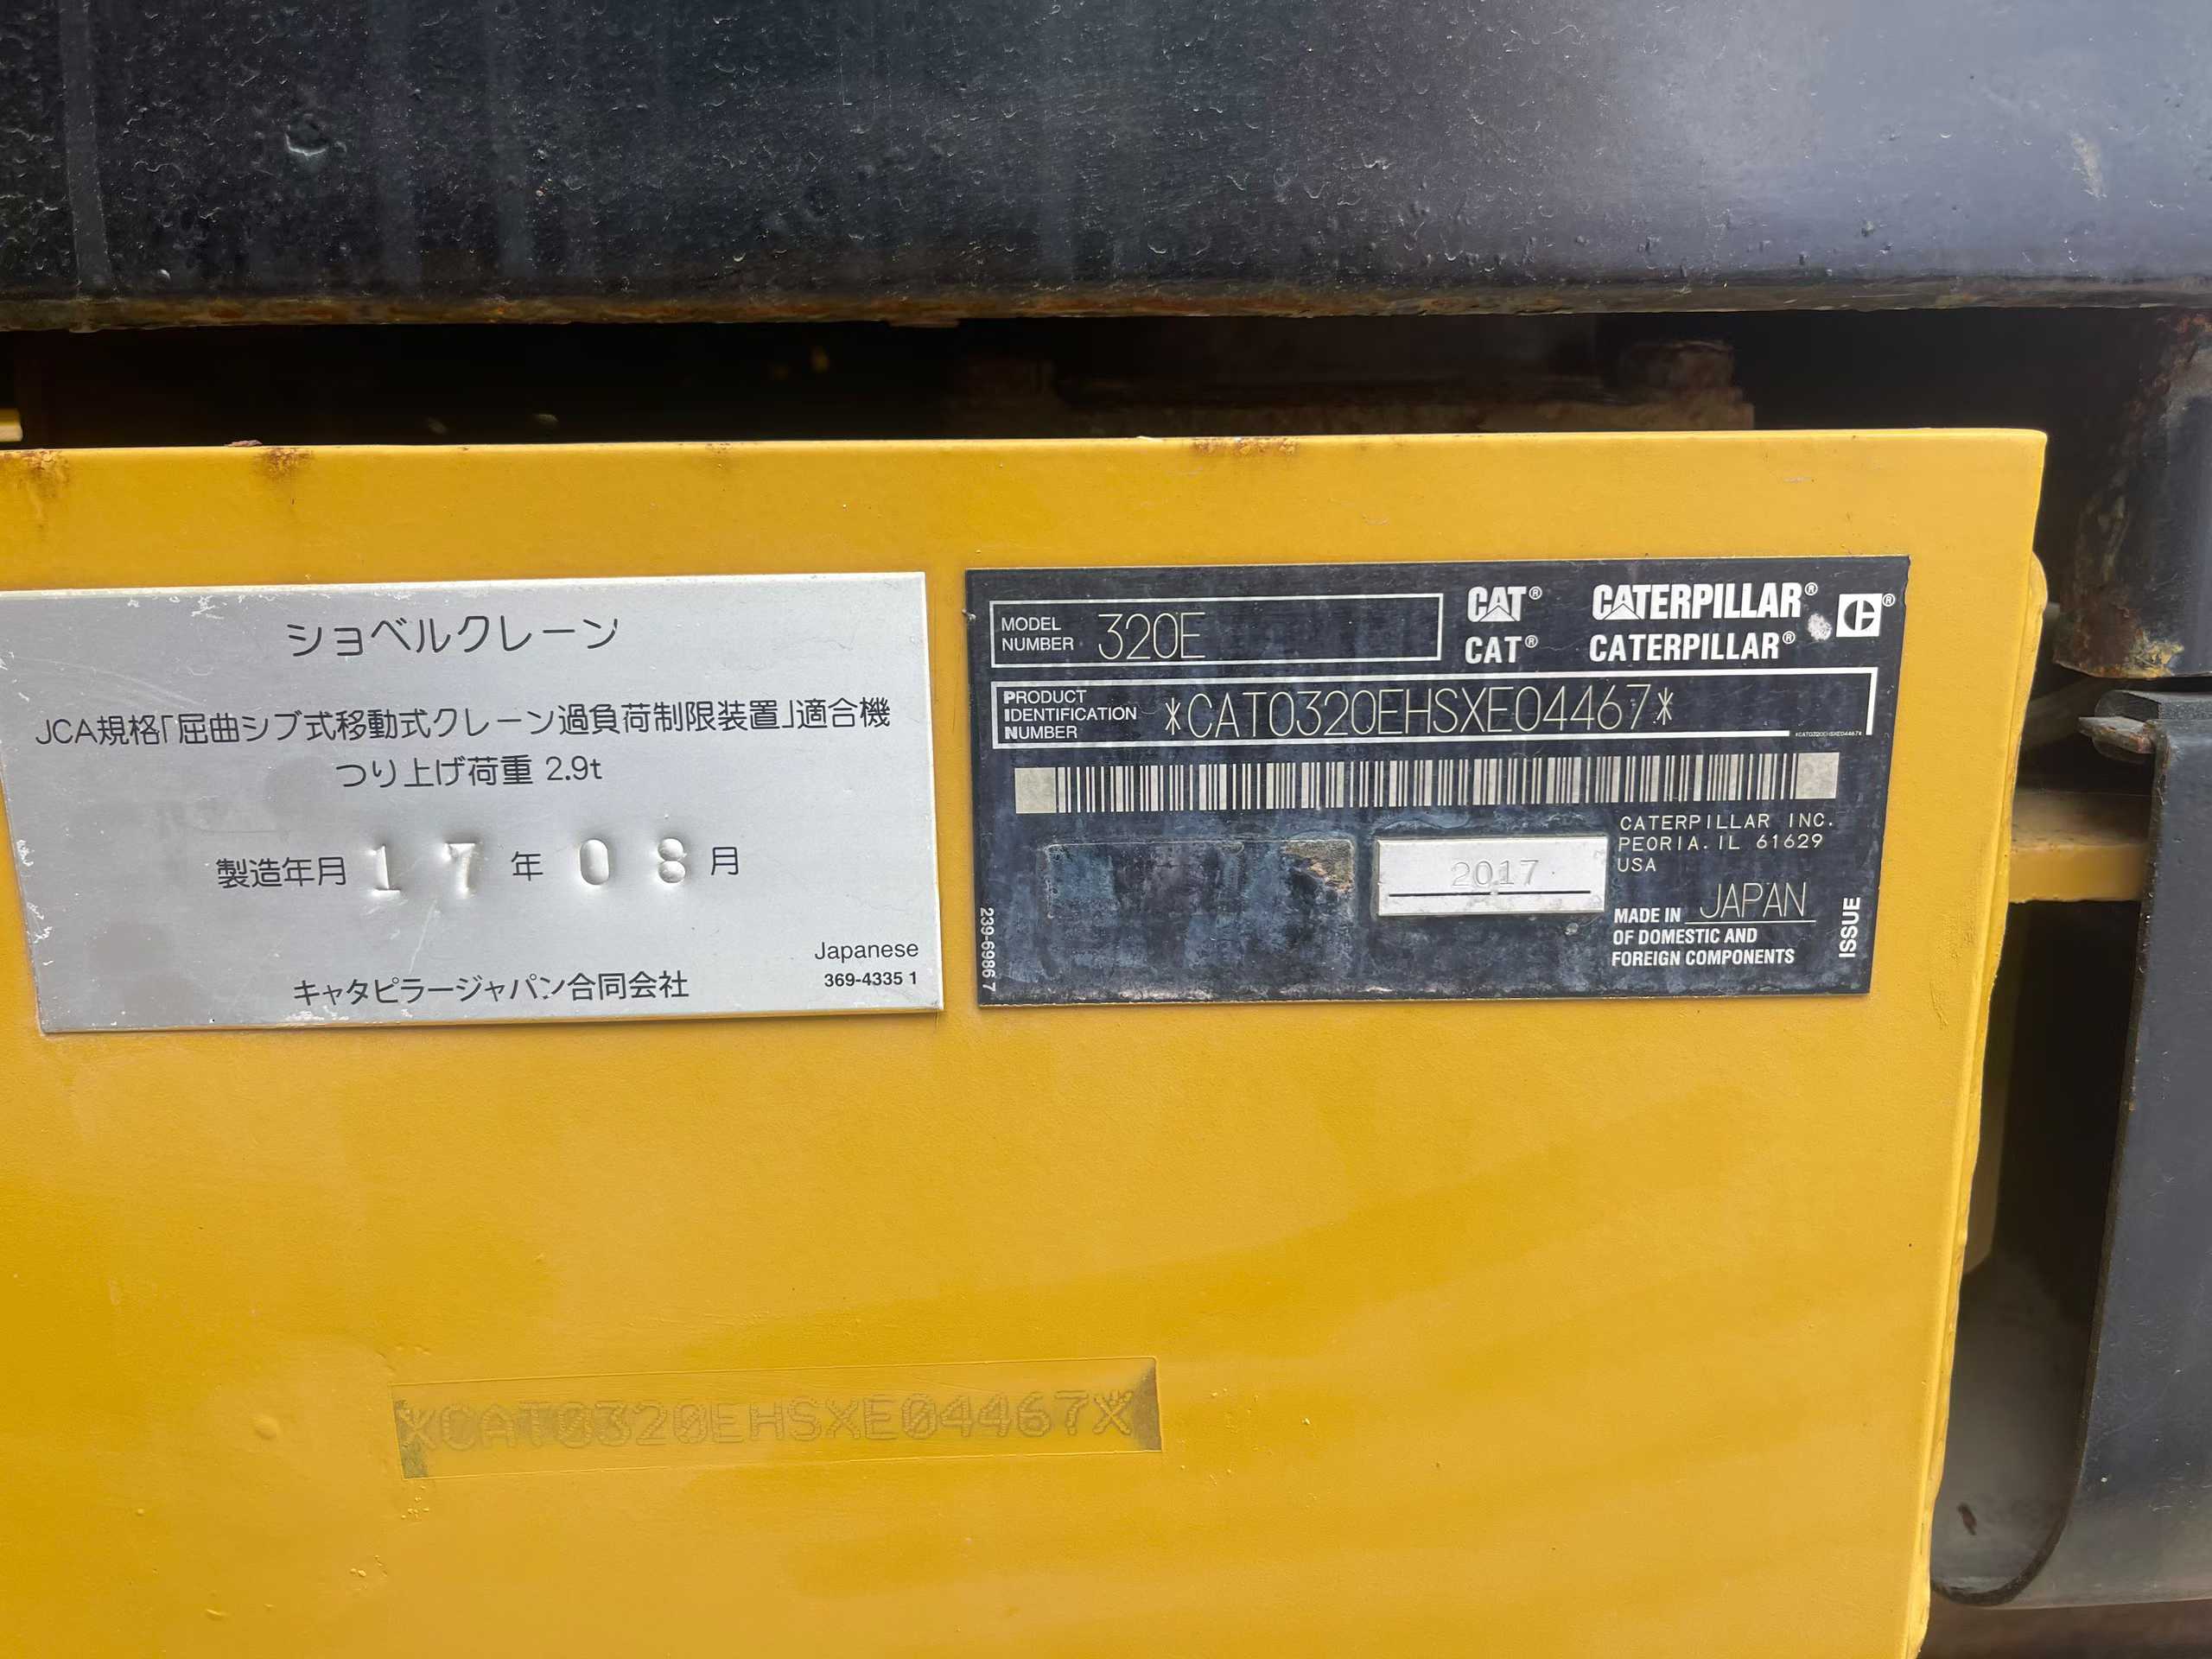 ショベルクレーン
JCA規格「屈曲シブ式移動式クレーン過負荷制限装置」適合機
つり上げ荷重 2.9t
製造年月 17 年 08 月
Japanese
キャタピラージャパン合同会社
369-4335 1
MODEL NUMBER 320E
CAT® CATERPILLAR® ®
CAT® CATERPILLAR®
PRODUCT IDENTIFICATION NUMBER *CAT0320EHSXE04467*
*CAT0320EHSXE04467*
CATERPILLAR INC.
PEORIA. IL 61629
USA
2017
MADE IN JAPAN
OF DOMESTIC AND
FOREIGN COMPONENTS
ISSUE
239-6986 7
*CAT0320EHSXE04467*